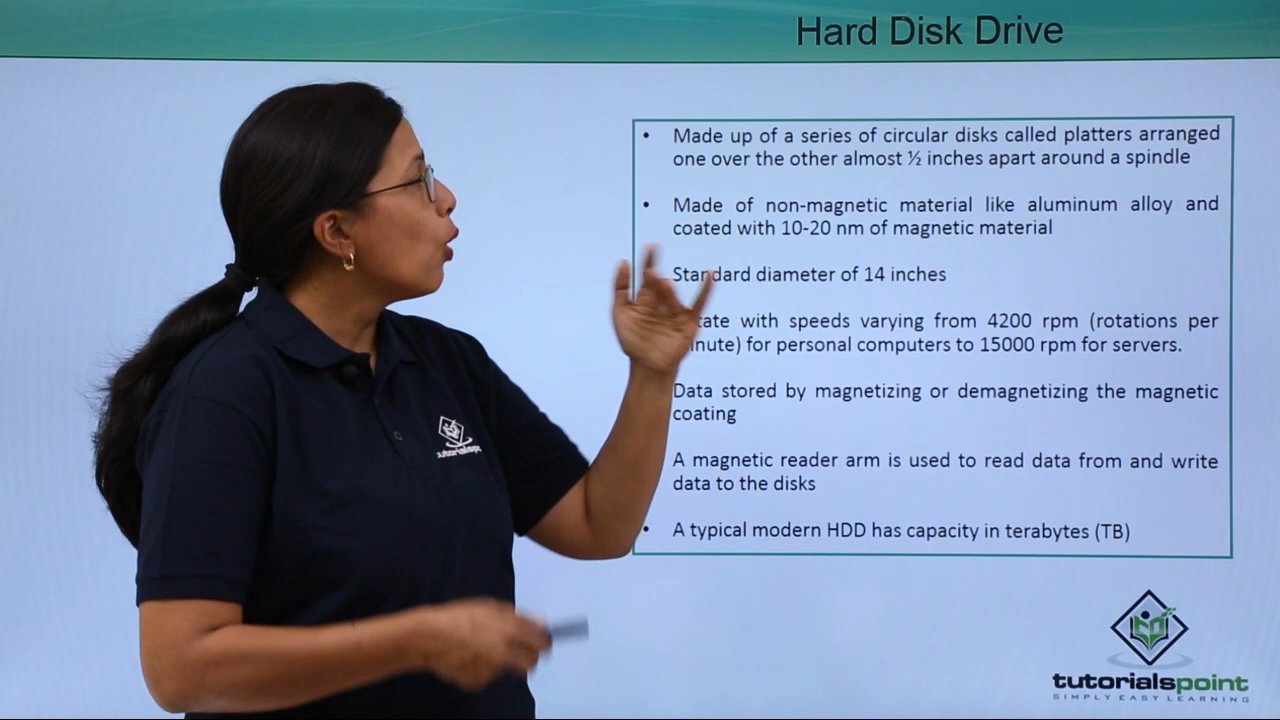 Hard Disk Drive
• Made up of a series of circular disks called platters arranged
one over the other almost ½ inches apart around a spindle
• Made of non-magnetic material like aluminum alloy and
coated with 10-20 nm of magnetic material
Standard diameter of 14 inches
with speeds varying from 4200 rpm (rotations per
for personal computers to 15000 rpm for servers.
Data stored by magnetizing or demagnetizing the magnetic
coating
A magnetic reader arm is used to read data from and write
data to the disks
• A typical modern HDD has capacity in terabytes (TB)
tutorialspoint
tutorialspoint
SIMPLY EASY LEARNING